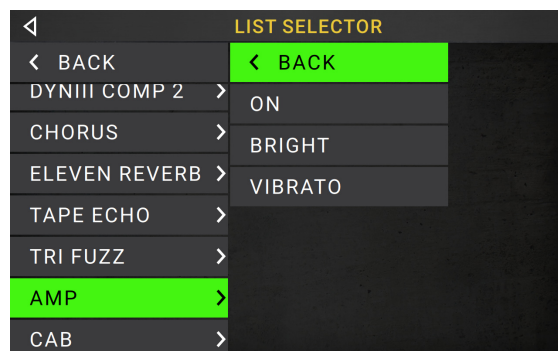 LIST SELECTOR
BACK
DYNIII COMP 2
CHORUS
ELEVEN REVERB
TAPE ECHO
TRI FUZZ
AMP
CAB
BACK
ON
BRIGHT
VIBRATO